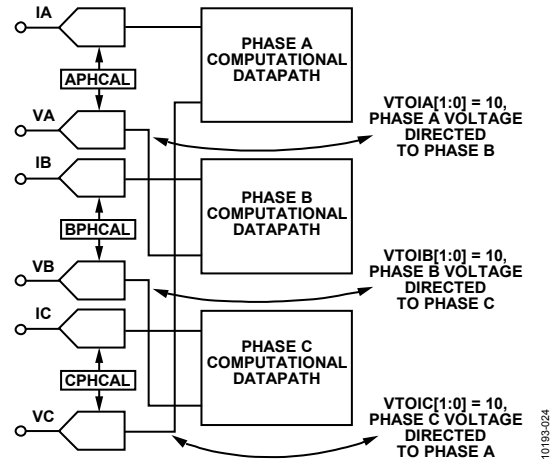 IA
PHASE A
COMPUTATIONAL
DATAPATH
APHCAL
VA
VTOIA[1:0] = 10,
PHASE A VOLTAGE
DIRECTED
TO PHASE B
IB
PHASE B
COMPUTATIONAL
DATAPATH
BPHCAL
VB
VTOIB[1:0] = 10,
PHASE B VOLTAGE
DIRECTED
TO PHASE C
IC
PHASE C
COMPUTATIONAL
DATAPATH
CPHCAL
VC
VTOIC[1:0] = 10,
PHASE C VOLTAGE
DIRECTED
TO PHASE A
10193-024